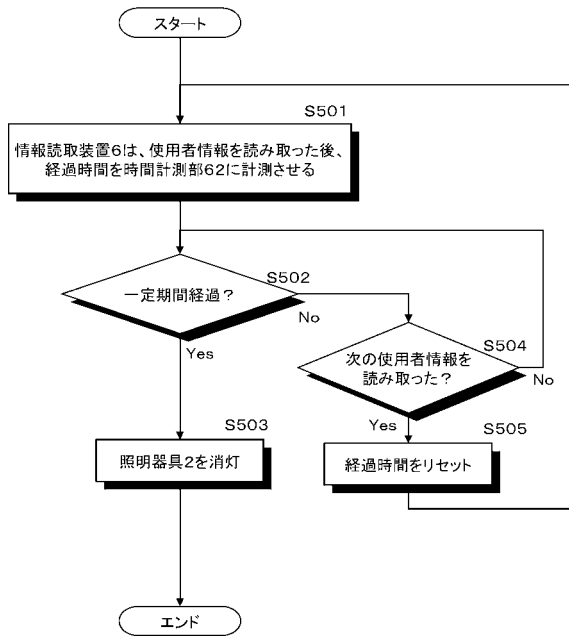 スタート
S501
情報読取装置6は、使用者情報を読み取った後、
経過時間を時間計測部62に計測させる
S502
一定期間経過？
No
Yes
S504
次の使用者情報を
読み取った？
No
Yes
S503
照明器具2を消灯
S505
経過時間をリセット
エンド